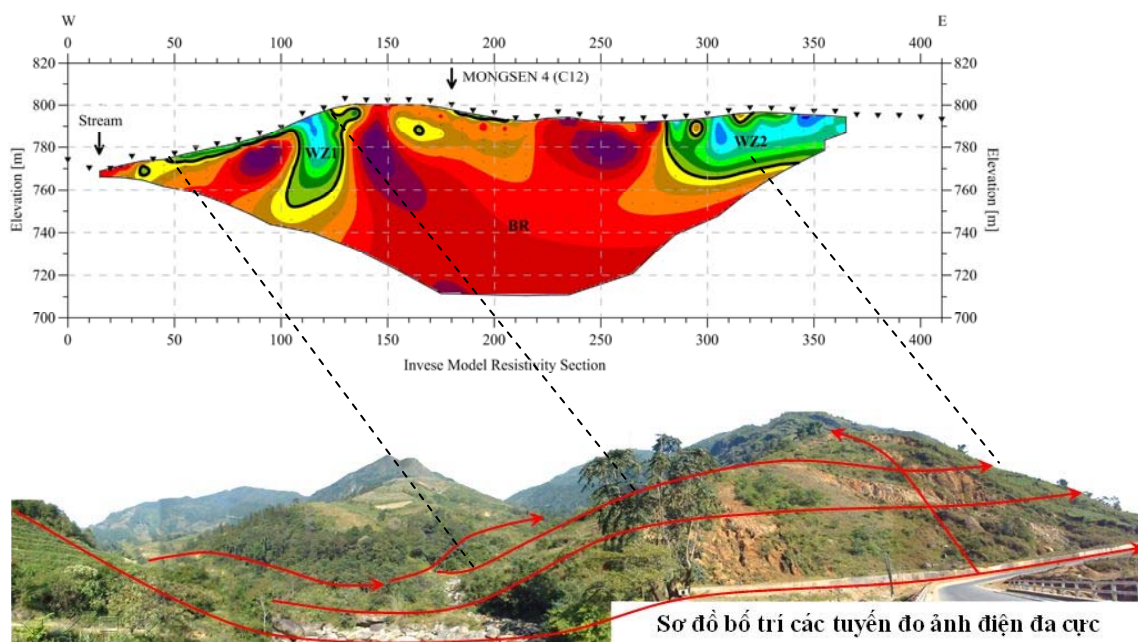 W E
0 50 100 150 200 250 300 350 400
820 820
MONGSEN 4 (C12)
800 800
Stream
780 780
WZ1 WZ2
Elevation [m] Elevation [m]
760 760
740 BR 740
720 720
700 700
0 50 100 150 200 250 300 350 400
Invese Model Resistivity Section
Sơ đồ bố trí các tuyến đo ảnh điện đa cực